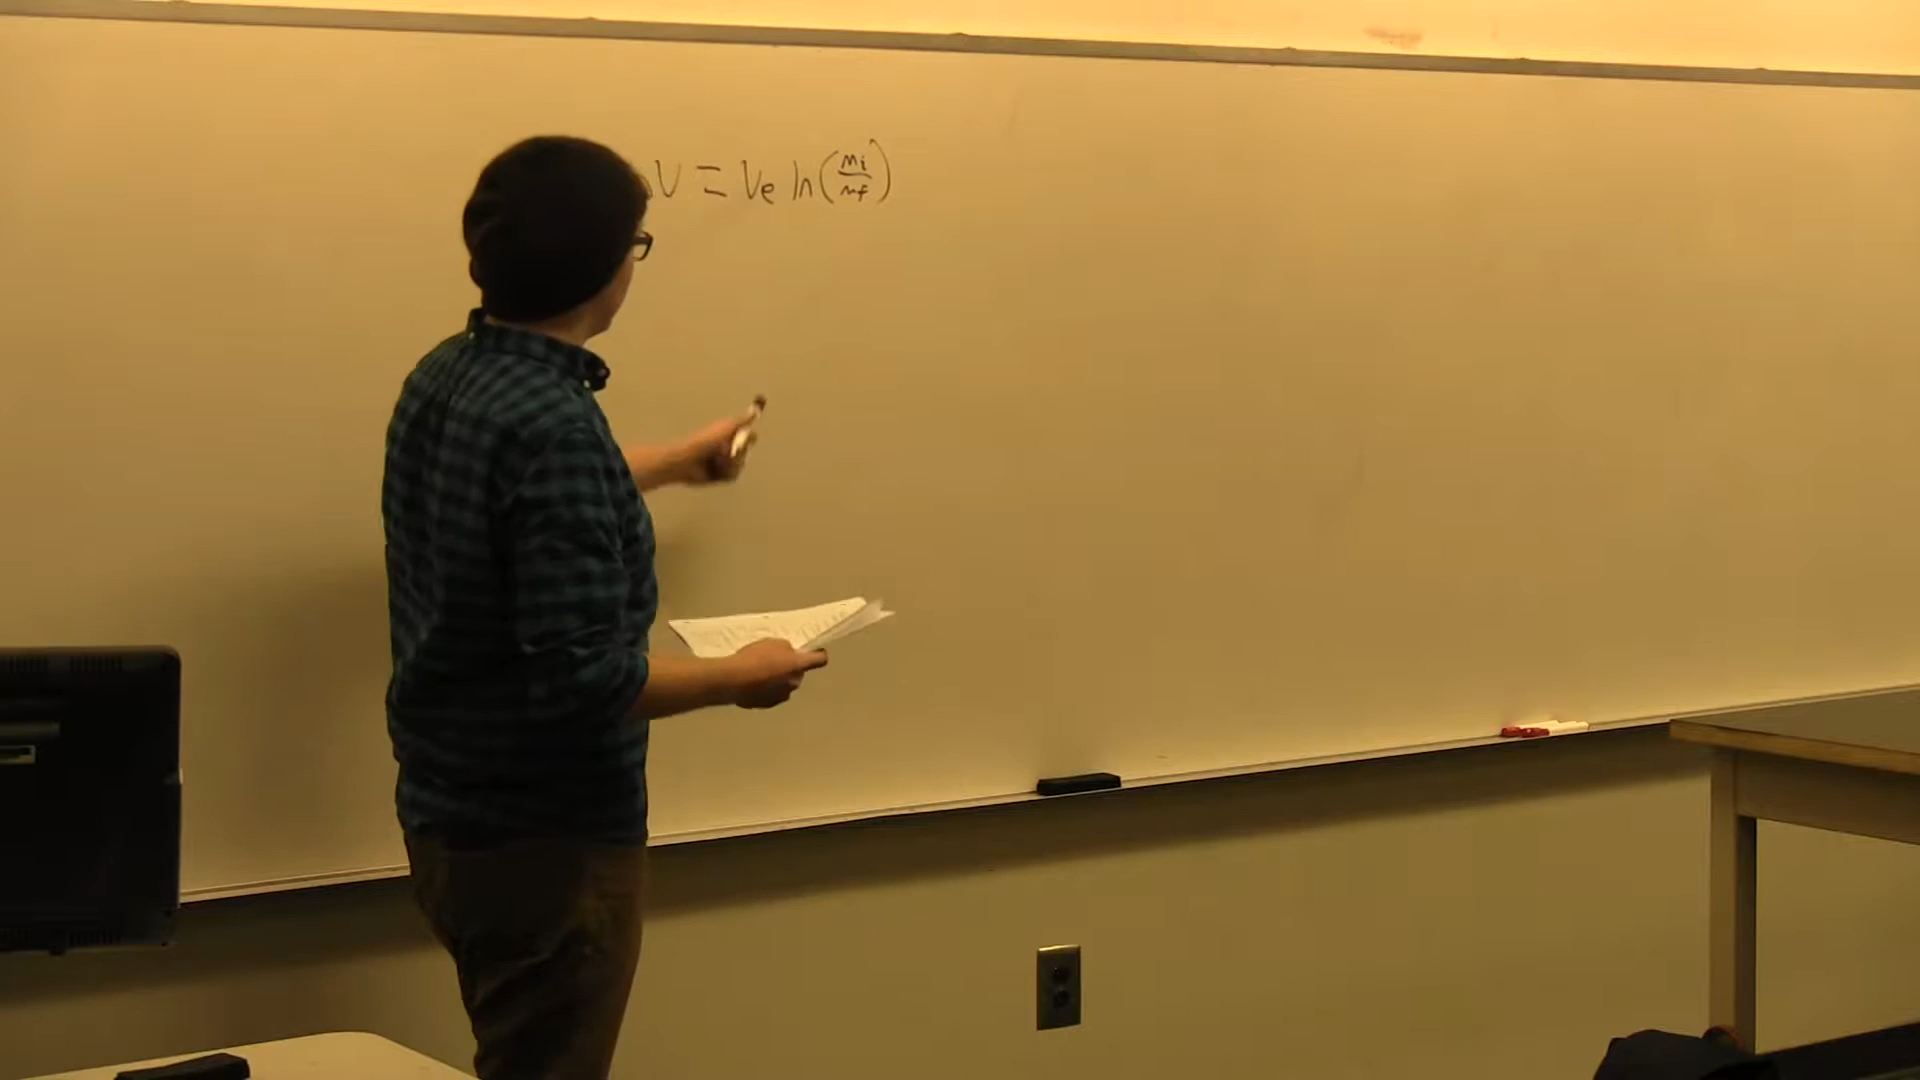 ΔV = Ve ln(mi/mf)